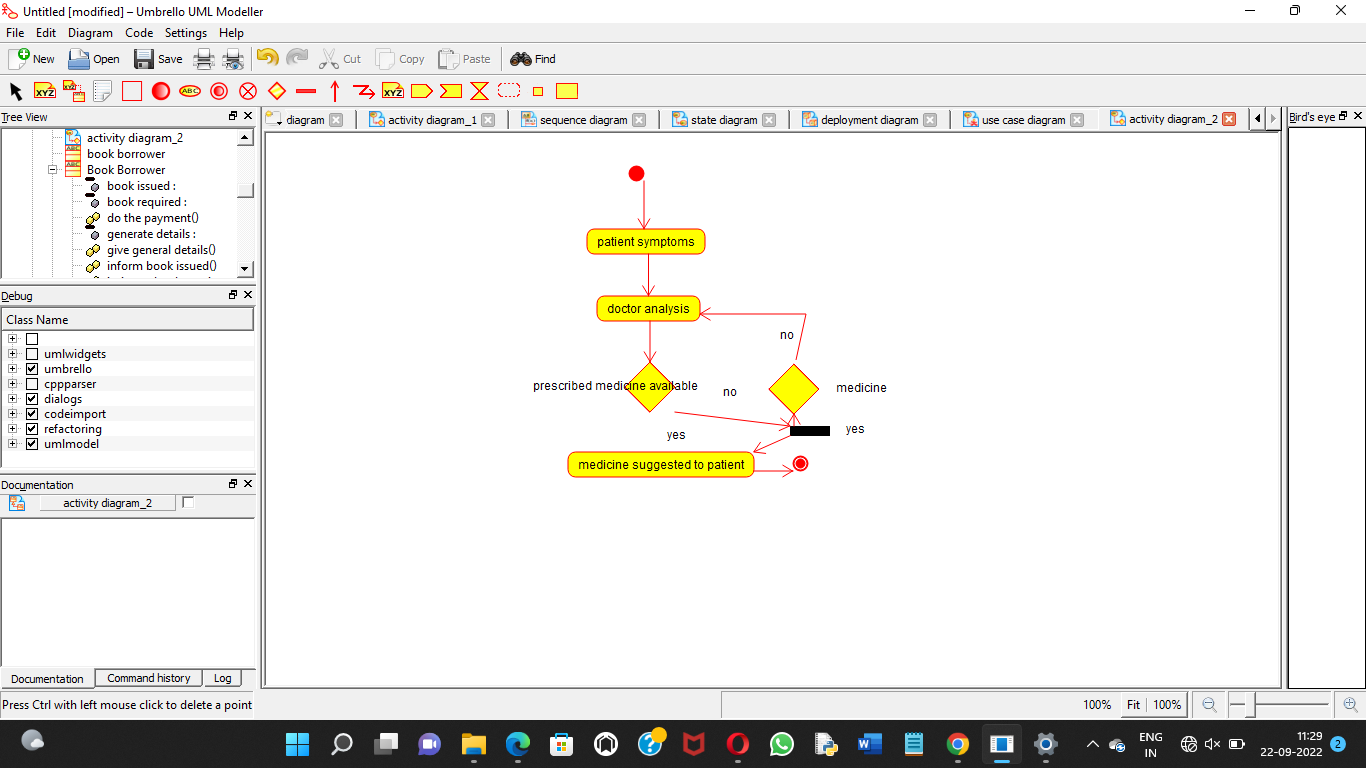 Untitled [modified] – Umbrello UML Modeller
File Edit Diagram Code Settings Help
New Open Save Cut Copy Paste Find
XYZ XYZ ABC XYZ
Tree View
activity diagram_2
book borrower
Book Borrower
book issued :
book required :
do the payment()
generate details :
give general details()
inform book issued()
Debug
Class Name
umlwidgets
umbrello
cppparser
dialogs
codeimport
refactoring
umlmodel
Documentation
activity diagram_2
Documentation Command history Log
Press Ctrl with left mouse click to delete a point
diagram activity diagram_1 sequence diagram state diagram deployment diagram use case diagram activity diagram_2
Bird's eye
patient symptoms
doctor analysis
no
prescribed medicine available
no
medicine
yes
yes
medicine suggested to patient
100% Fit 100%
ENG
IN
11:29
22-09-2022
2